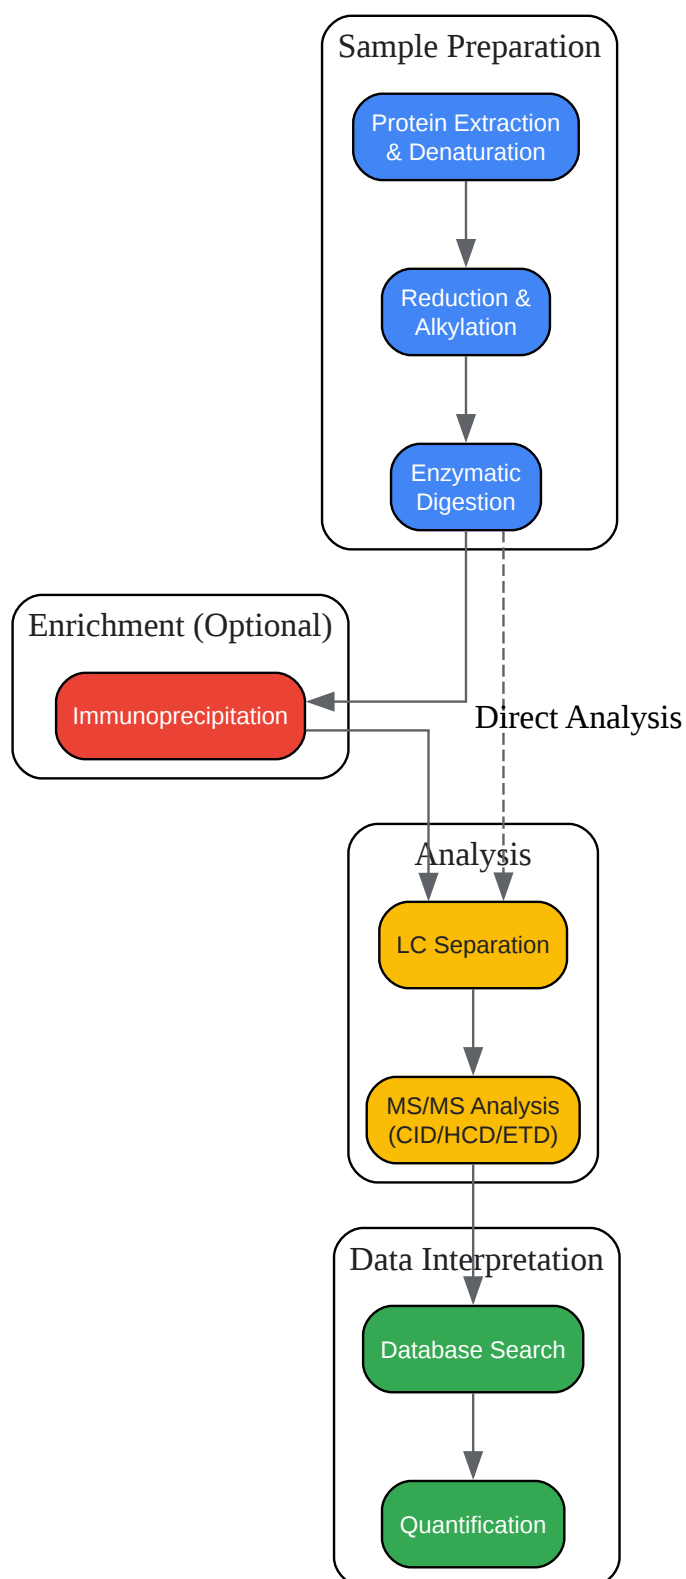 Sample Preparation
Protein Extraction
& Denaturation
Reduction &
Alkylation
Enzymatic
Digestion
Enrichment (Optional)
Immunoprecipitation
Direct Analysis
Analysis
LC Separation
MS/MS Analysis
(CID/HCD/ETD)
Data Interpretation
Database Search
Quantification